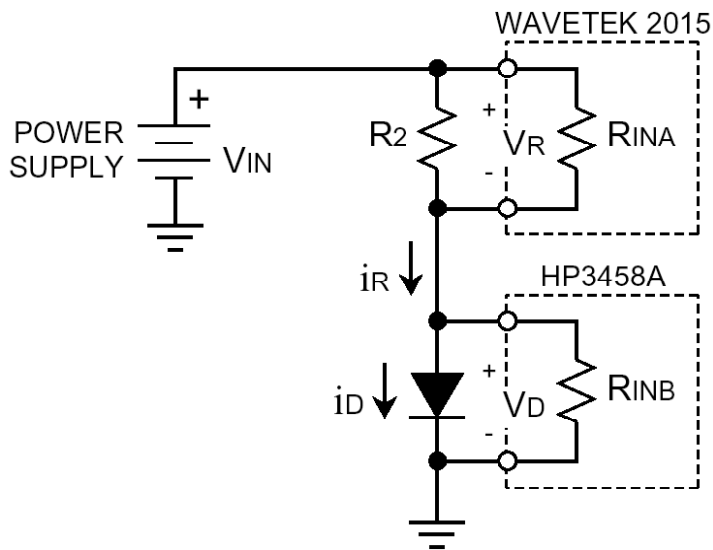 WAVETEK 2015
+
POWER
SUPPLY
VIN
R2
+
VR
-
RINA
iR
HP3458A
iD
+
VD
-
RINB